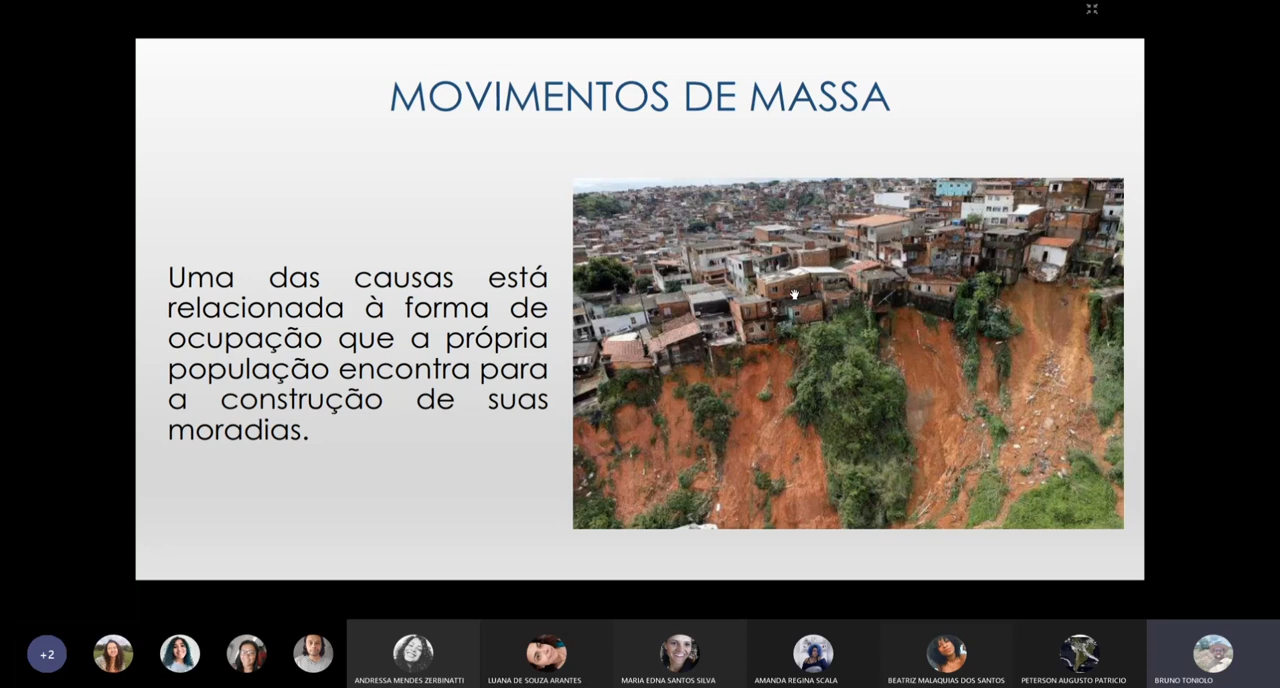 MOVIMENTOS DE MASSA
Uma das causas está
relacionada à forma de
ocupação que a própria
população encontra para
a construção de suas
moradias.
+2
ANDRESSA MENDES ZERBINATTI
LUANA DE SOUZA ARANTES
MARIA EDNA SANTOS SILVA
AMANDA REGINA SCALA
BEATRIZ MALAQUIAS DOS SANTOS
PETERSON AUGUSTO PATRICIO
BRUNO TONIOLO